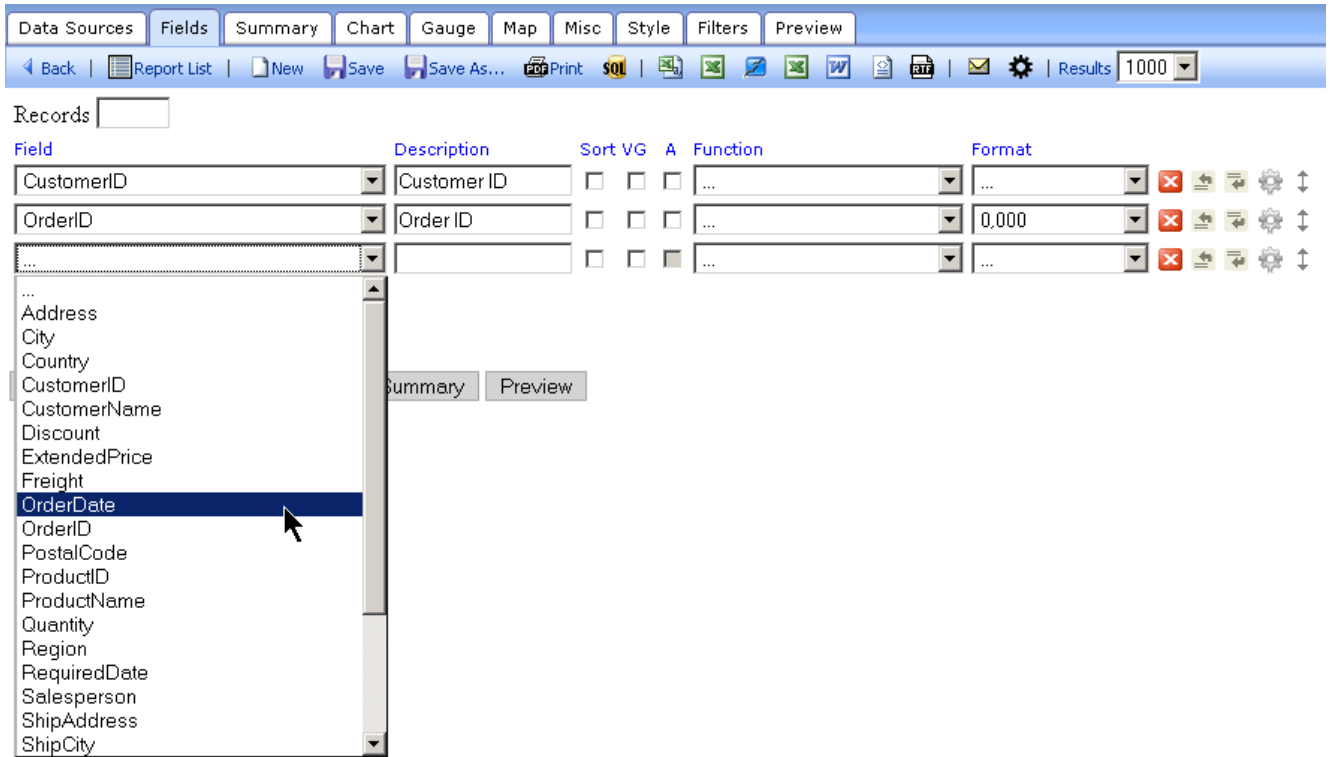 Data Sources Fields Summary Chart Gauge Map Misc Style Filters Preview
Back | Report List | New Save Save As... PDF Print SQL | RTF | | Results 1000
Records
Field Description Sort VG A Function Format
CustomerID Customer ID ... ...
OrderID Order ID ... 0,000
... ... ...
...
Address
City
Country
CustomerID
Summary Preview
CustomerName
Discount
ExtendedPrice
Freight
OrderDate
OrderID
PostalCode
ProductID
ProductName
Quantity
Region
RequiredDate
Salesperson
ShipAddress
ShipCity